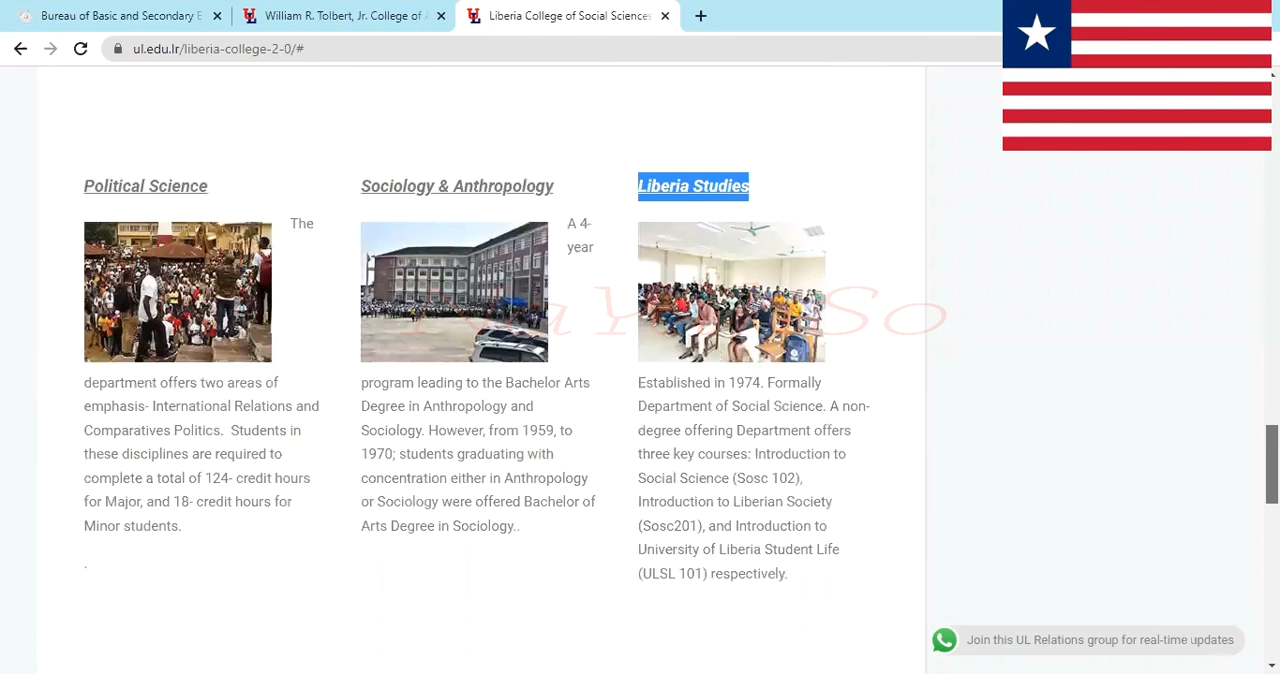 Bureau of Basic and Secondary E
William R. Tolbert, Jr. College of A
Liberia College of Social Sciences
ul.edu.lr/liberia-college-2-0/#
Political Science
The
department offers two areas of
emphasis- International Relations and
Comparatives Politics. Students in
these disciplines are required to
complete a total of 124- credit hours
for Major, and 18- credit hours for
Minor students.
.
Sociology & Anthropology
A 4-
year
program leading to the Bachelor Arts
Degree in Anthropology and
Sociology. However, from 1959, to
1970; students graduating with
concentration either in Anthropology
or Sociology were offered Bachelor of
Arts Degree in Sociology..
Liberia Studies
Established in 1974. Formally
Department of Social Science. A non-
degree offering Department offers
three key courses: Introduction to
Social Science (Sosc 102),
Introduction to Liberian Society
(Sosc201), and Introduction to
University of Liberia Student Life
(ULSL 101) respectively.
So
Join this UL Relations group for real-time updates